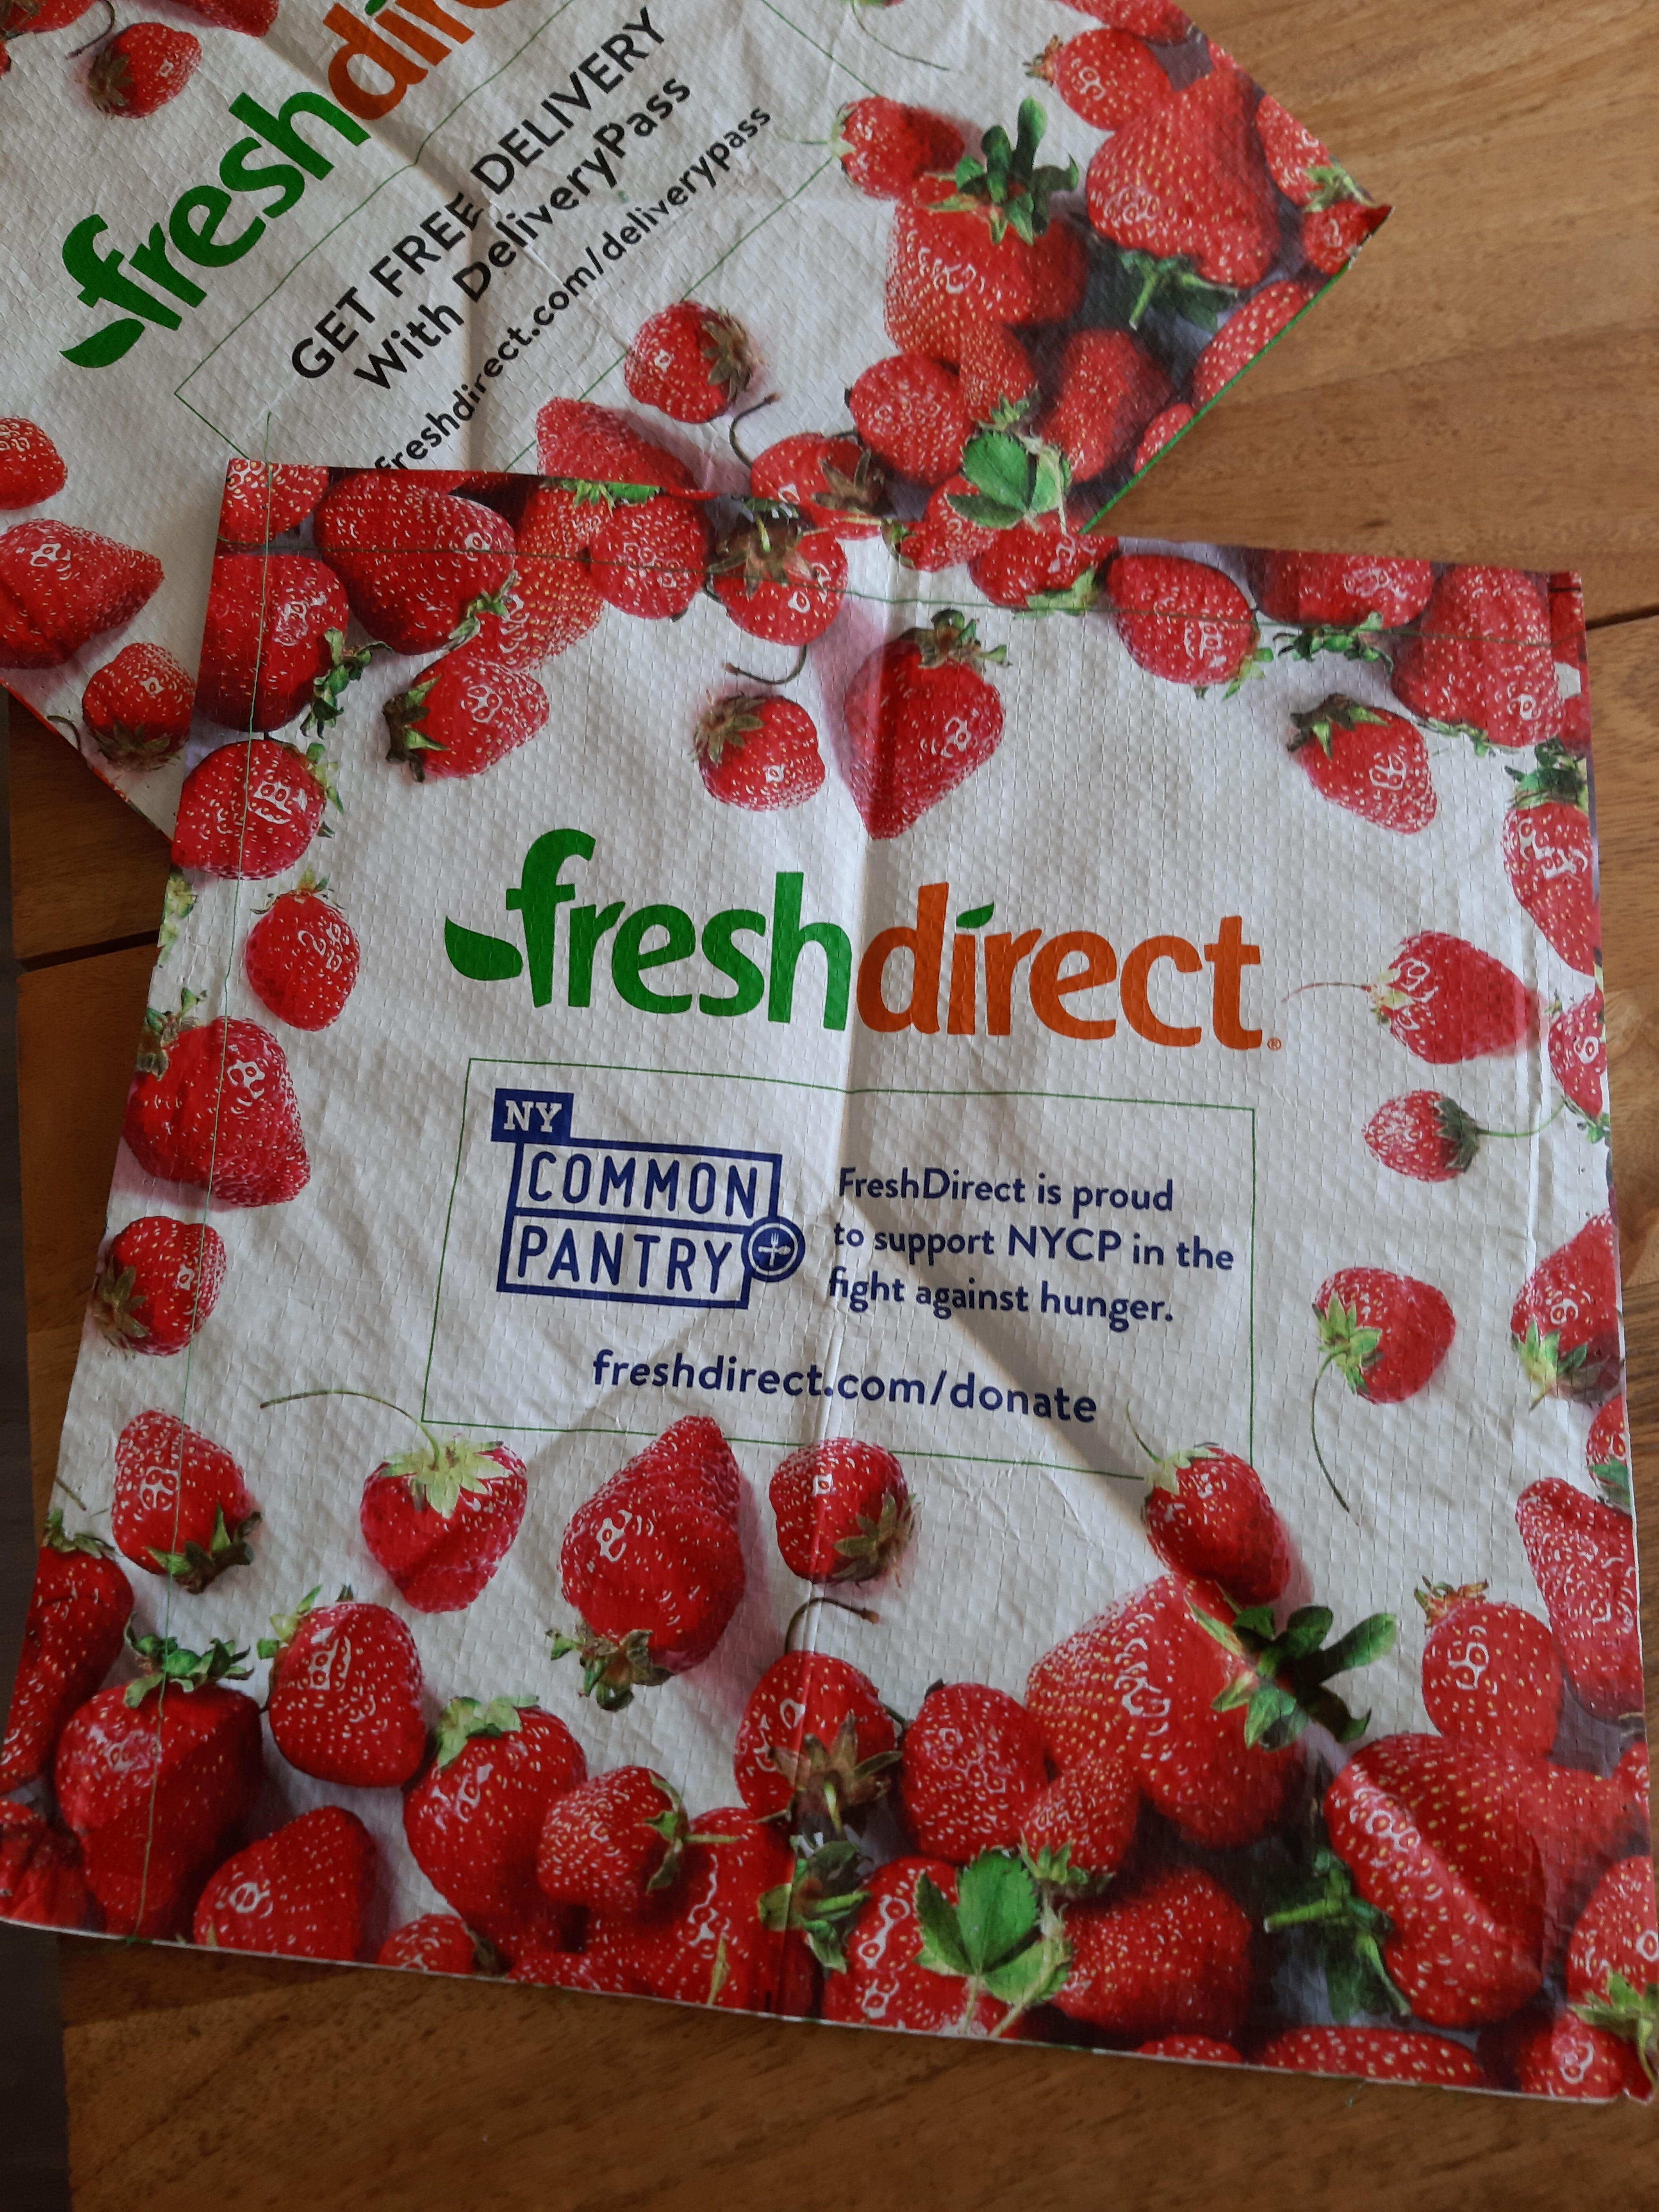 freshdire
GET FREE DELIVERY
With DeliveryPass
freshdirect.com/deliverypass
freshdirect®
NY
COMMON
PANTRY
FreshDirect is proud
to support NYCP in the
fight against hunger.
freshdirect.com/donate